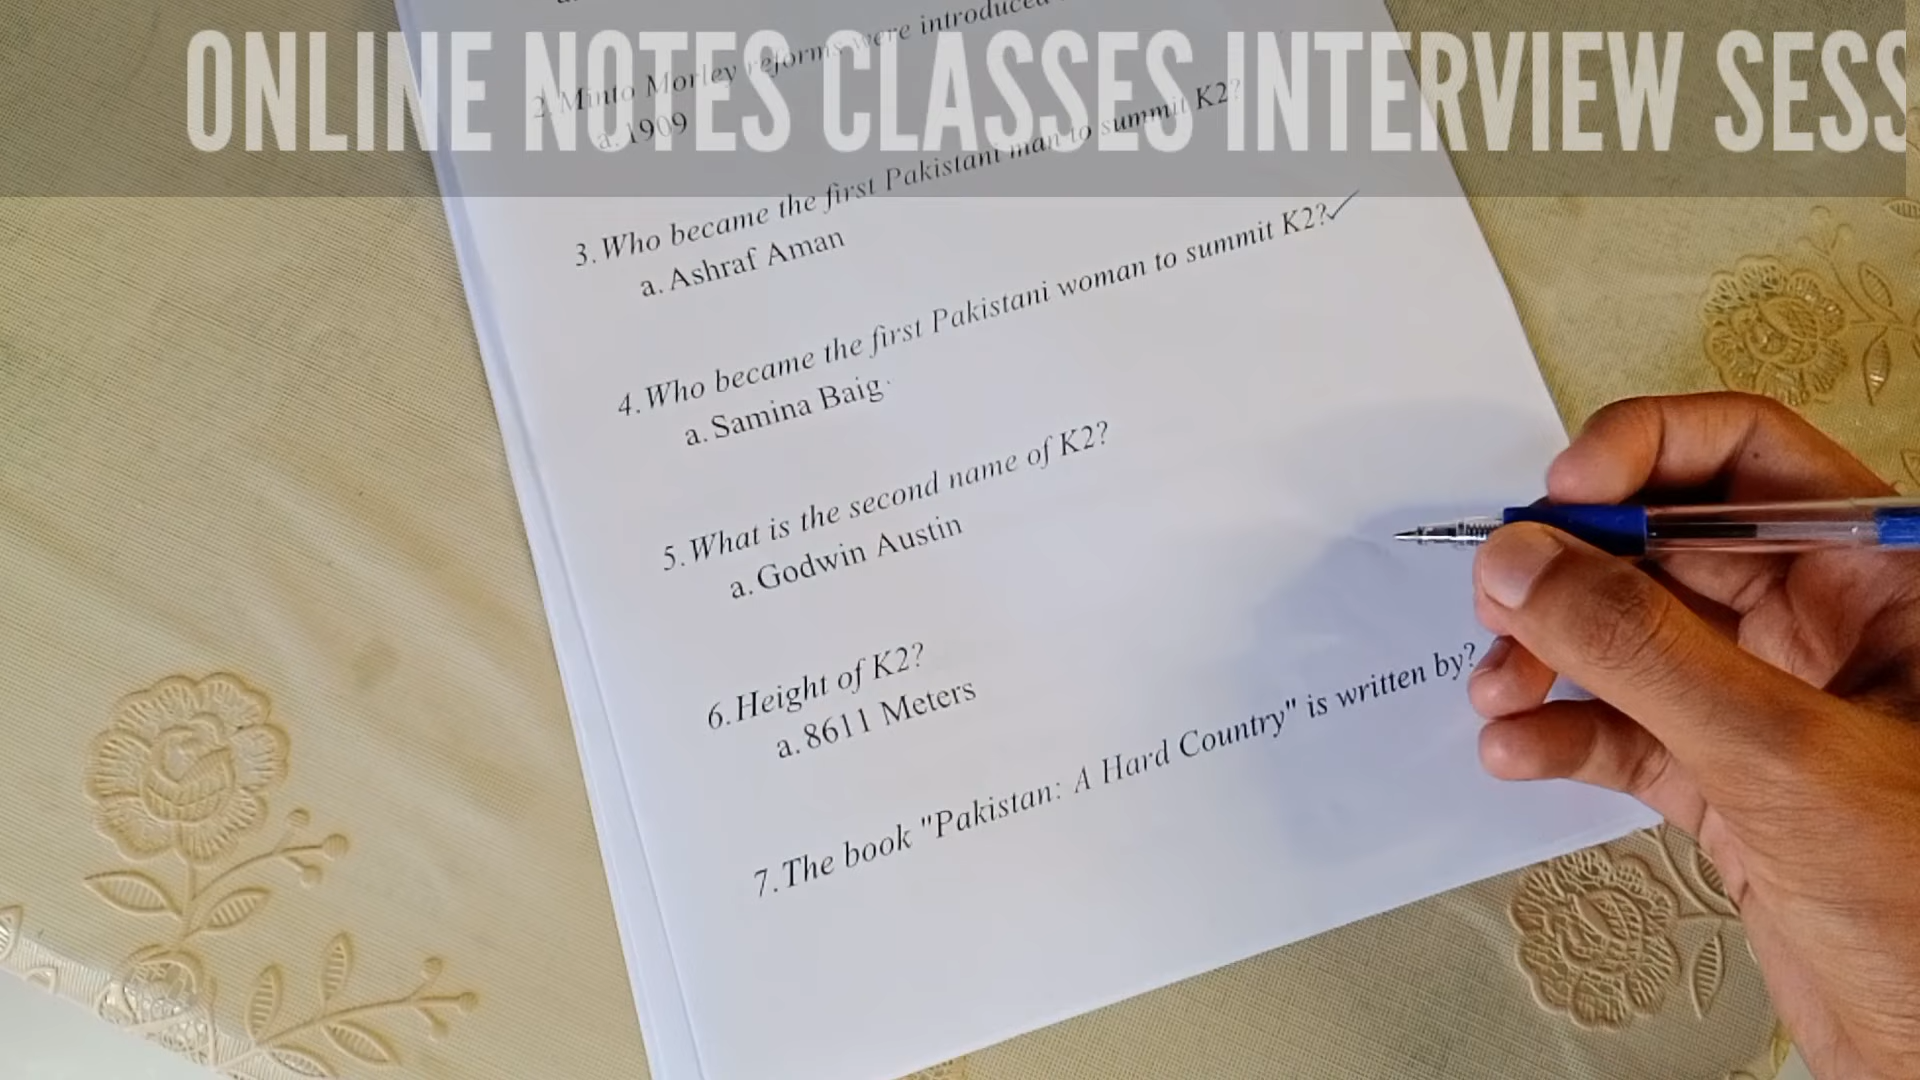 ONLINE NOTES CLASSES INTERVIEW SESS
2. Minto Morley reforms were introduced
a. 1909
3. Who became the first Pakistani man to summit K2?
a. Ashraf Aman
4. Who became the first Pakistani woman to summit K2?
a. Samina Baig
5. What is the second name of K2?
a. Godwin Austin
6. Height of K2?
a. 8611 Meters
7. The book "Pakistan: A Hard Country" is written by?